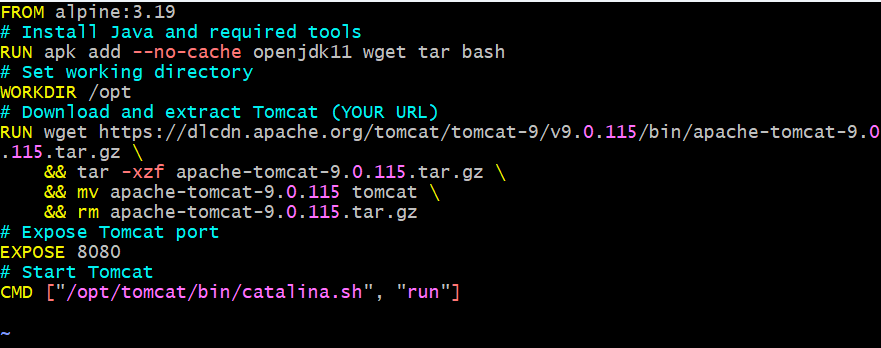 FROM alpine:3.19
# Install Java and required tools
RUN apk add --no-cache openjdk11 wget tar bash
# Set working directory
WORKDIR /opt
# Download and extract Tomcat (YOUR URL)
RUN wget https://dlcdn.apache.org/tomcat/tomcat-9/v9.0.115/bin/apache-tomcat-9.0
.115.tar.gz \
    && tar -xzf apache-tomcat-9.0.115.tar.gz \
    && mv apache-tomcat-9.0.115 tomcat \
    && rm apache-tomcat-9.0.115.tar.gz
# Expose Tomcat port
EXPOSE 8080
# Start Tomcat
CMD ["/opt/tomcat/bin/catalina.sh", "run"]
~